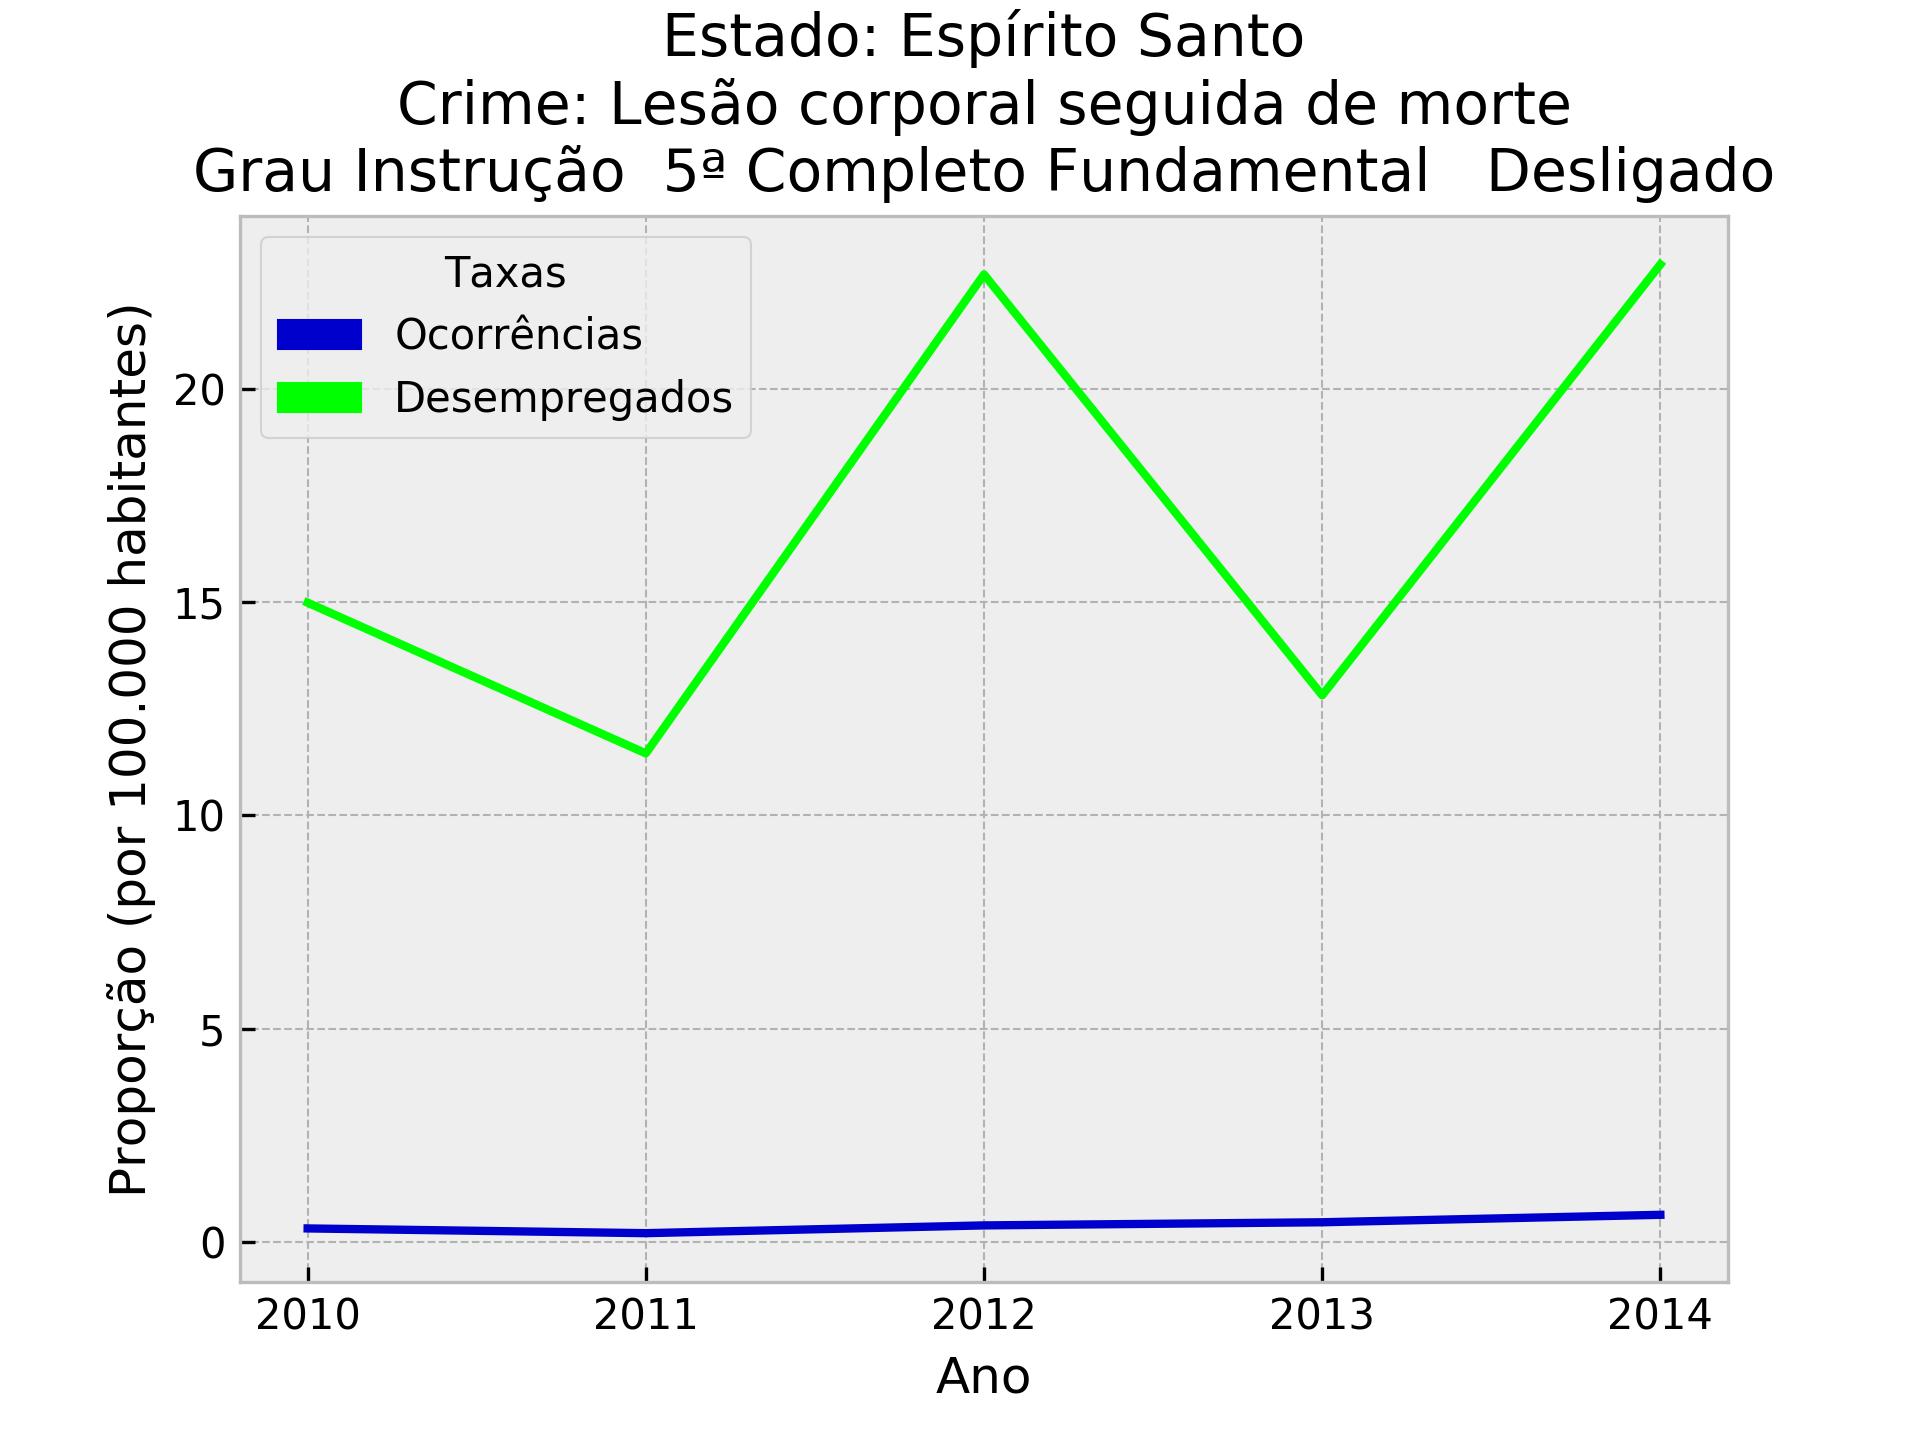 Estado: Espírito Santo
Crime: Lesão corporal seguida de morte
Grau Instrução  5ª Completo Fundamental   Desligado
Taxas
Ocorrências
Desempregados
Proporção (por 100.000 habitantes)
20
15
10
5
0
2010 2011 2012 2013 2014
Ano